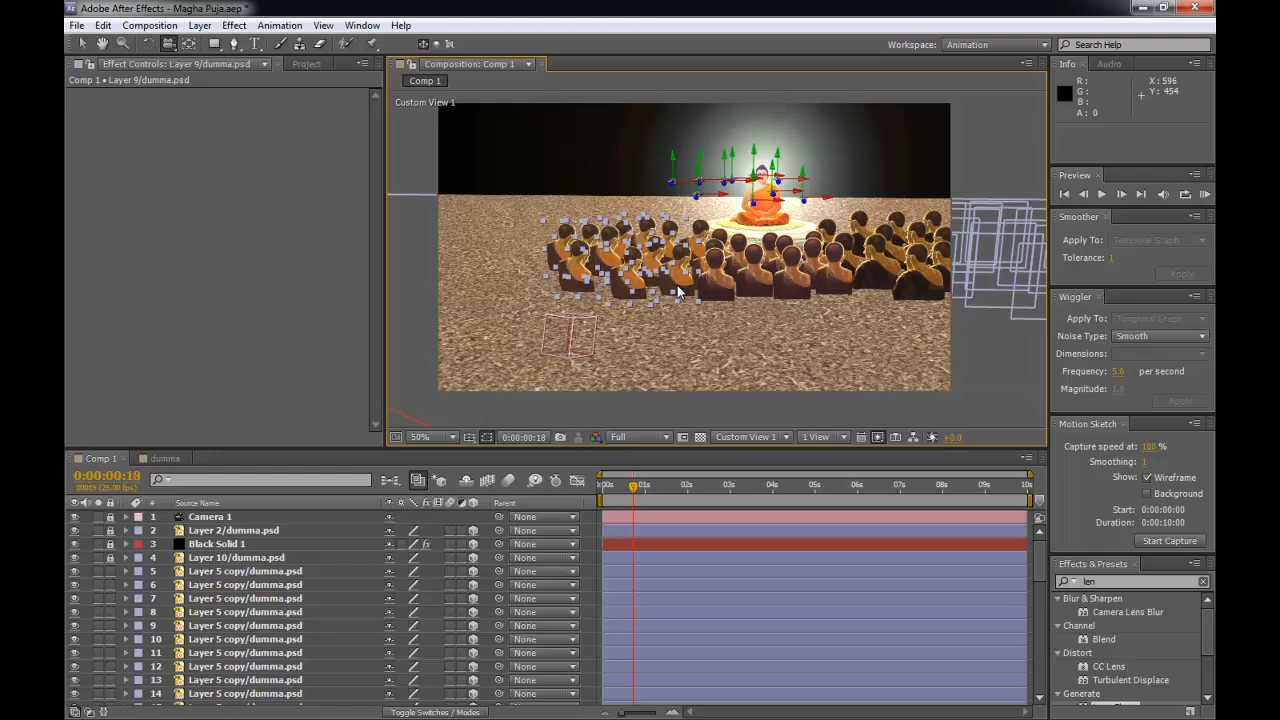 Adobe After Effects - Magha Puja.aep *
File Edit Composition Layer Effect Animation View Window Help
Workspace: Animation Search Help
Effect Controls: Layer 9/dumma.psd Project
Comp 1 • Layer 9/dumma.psd
Composition: Comp 1
Comp 1
Custom View 1
50% 0:00:00:18 Full Custom View 1 1 View +0.0
Info Audio
R : X : 596
G : Y : 454
B :
A : 0
Preview
Smoother
Apply To: Temporal Graph
Tolerance: 1
Apply
Wiggler
Apply To: Temporal Graph
Noise Type: Smooth
Dimensions:
Frequency: 5.0 per second
Magnitude: 1.0
Apply
Motion Sketch
Capture speed at: 100 %
Smoothing: 1
Show: Wireframe
Background
Start: 0:00:00:00
Duration: 0:00:10:00
Start Capture
Effects & Presets
len
Blur & Sharpen
Camera Lens Blur
Channel
Blend
Distort
CC Lens
Turbulent Displace
Generate
Comp 1 dumma
0:00:00:18
00019 (25.00 fps)
# Source Name Parent
:00s 01s 02s 03s 04s 05s 06s 07s 08s 09s 10s
1 Camera 1 None
2 Layer 2/dumma.psd None
3 Black Solid 1 fx None
4 Layer 10/dumma.psd None
5 Layer 5 copy/dumma.psd None
6 Layer 5 copy/dumma.psd None
7 Layer 5 copy/dumma.psd None
8 Layer 5 copy/dumma.psd None
9 Layer 5 copy/dumma.psd None
10 Layer 5 copy/dumma.psd None
11 Layer 5 copy/dumma.psd None
12 Layer 5 copy/dumma.psd None
13 Layer 5 copy/dumma.psd None
14 Layer 5 copy/dumma.psd None
Toggle Switches / Modes